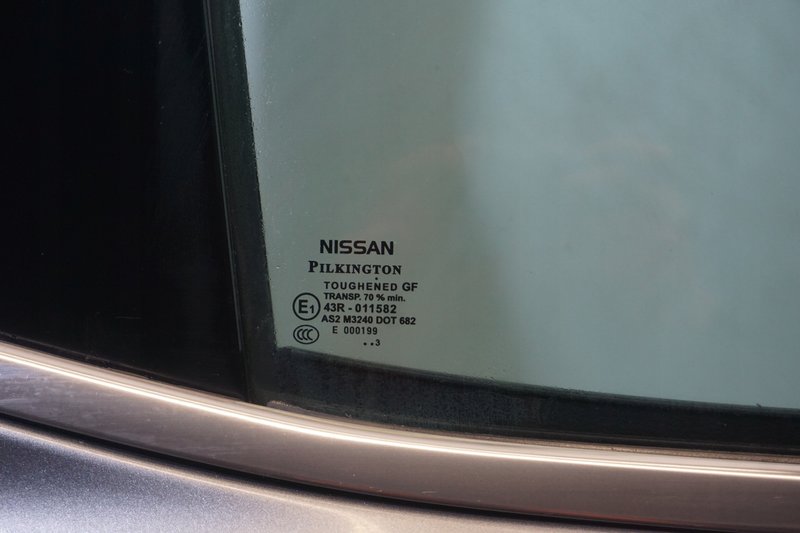 NISSAN
PILKINGTON
TOUGHENED GF
TRANSP. 70 % min.
E1 43R - 011582
AS2 M3240 DOT 682
CCC E 000199
..3